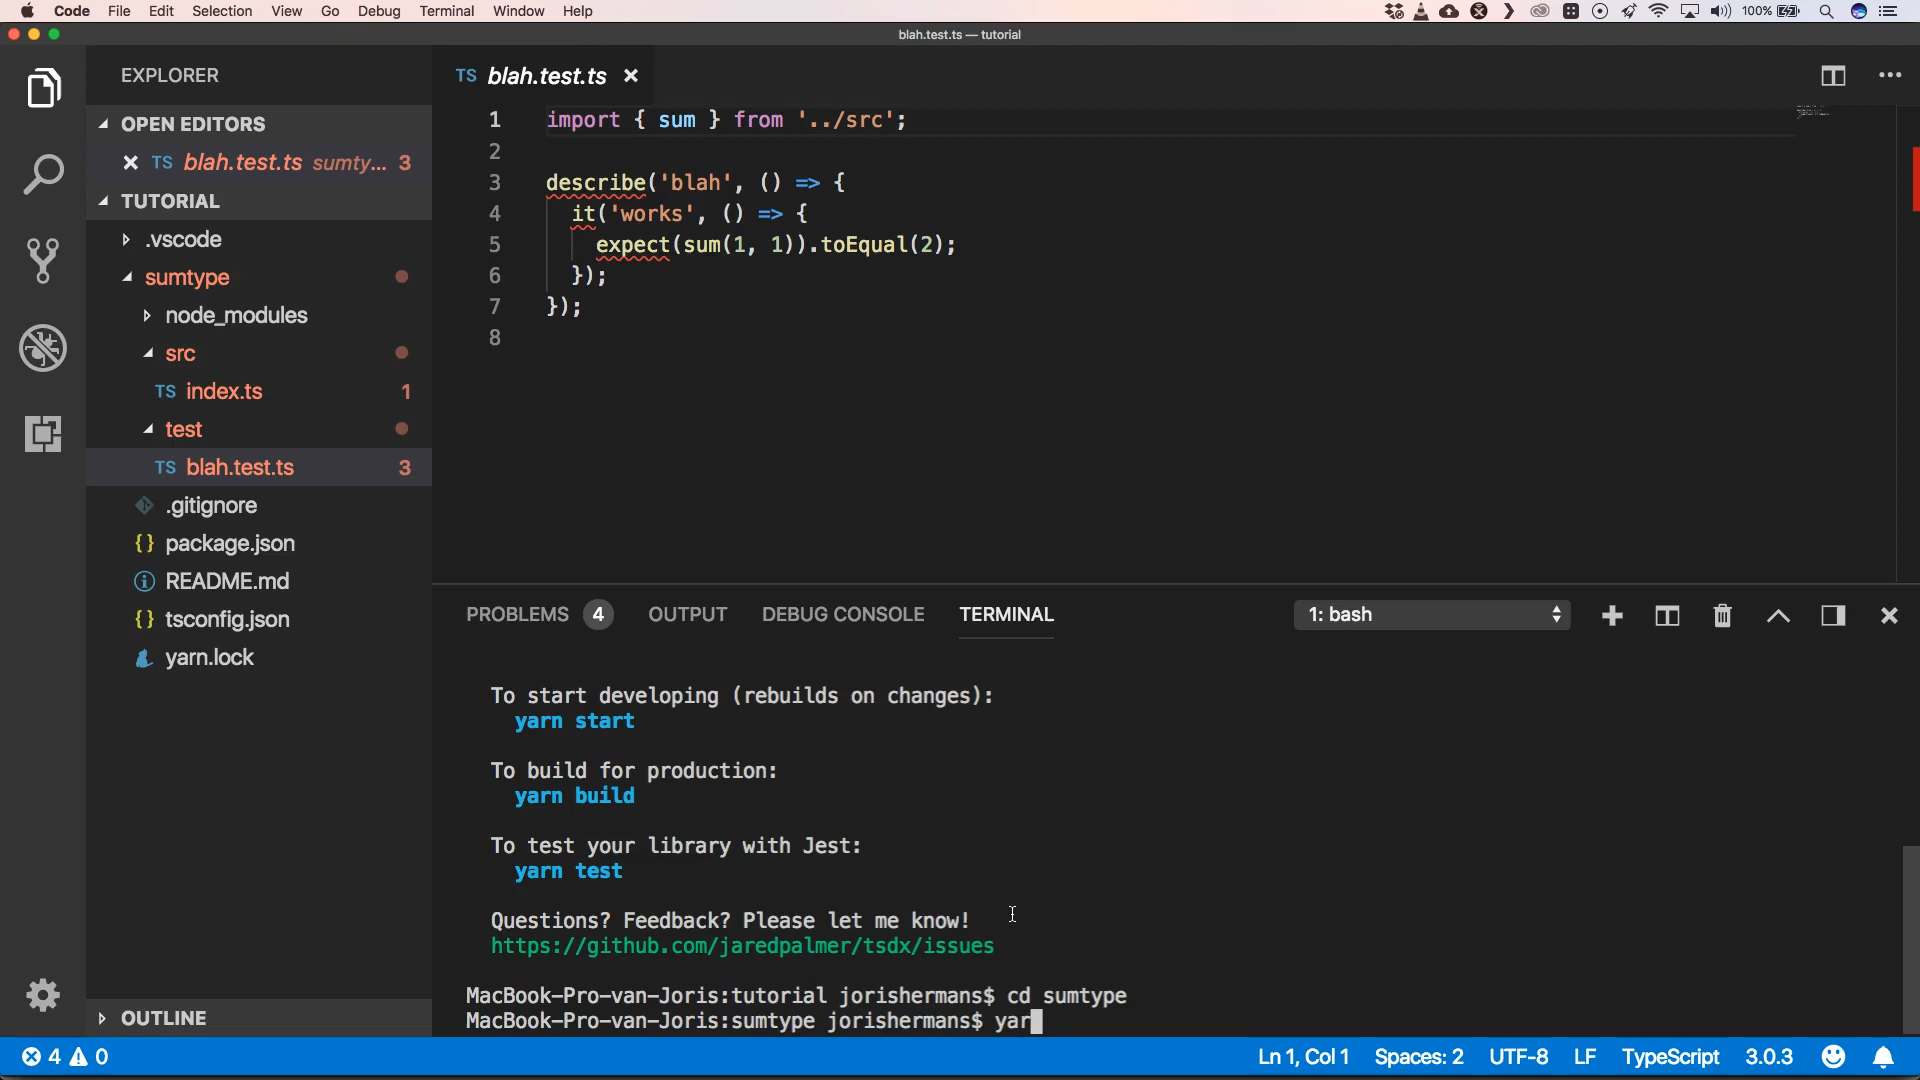 Code File Edit Selection View Go Debug Terminal Window Help 100%
blah.test.ts — tutorial
EXPLORER
OPEN EDITORS
TS blah.test.ts sumty... 3
TUTORIAL
.vscode
sumtype
node_modules
src
TS index.ts 1
test
TS blah.test.ts 3
.gitignore
{} package.json
README.md
{} tsconfig.json
yarn.lock
OUTLINE
TS blah.test.ts
1 import { sum } from '../src';
2
3 describe('blah', () => {
4 it('works', () => {
5 expect(sum(1, 1)).toEqual(2);
6 });
7 });
8
PROBLEMS 4 OUTPUT DEBUG CONSOLE TERMINAL 1: bash
To start developing (rebuilds on changes):
yarn start
To build for production:
yarn build
To test your library with Jest:
yarn test
Questions? Feedback? Please let me know!
https://github.com/jaredpalmer/tsdx/issues
MacBook-Pro-van-Joris:tutorial jorishermans$ cd sumtype
MacBook-Pro-van-Joris:sumtype jorishermans$ yar
4 0 Ln 1, Col 1 Spaces: 2 UTF-8 LF TypeScript 3.0.3